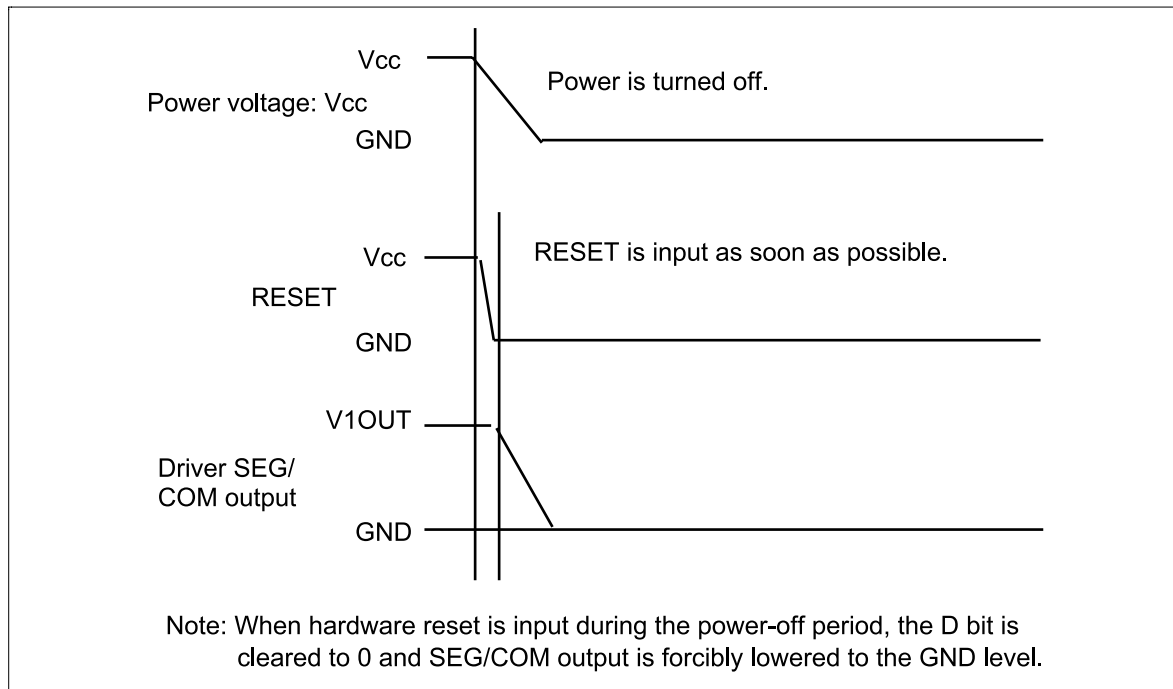 Vcc
Power is turned off.
Power voltage: Vcc
GND
Vcc
RESET is input as soon as possible.
RESET
GND
V1OUT
Driver SEG/
COM output
GND
Note: When hardware reset is input during the power-off period, the D bit is
cleared to 0 and SEG/COM output is forcibly lowered to the GND level.